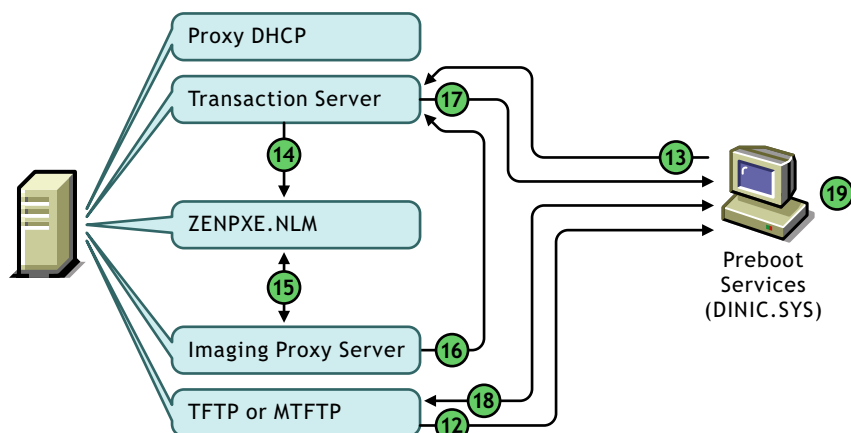 Proxy DHCP
Transaction Server
17
13
14
19
ZENPXE.NLM
Preboot
Services
(DINIC.SYS)
15
Imaging Proxy Server
16
18
TFTP or MTFTP
12